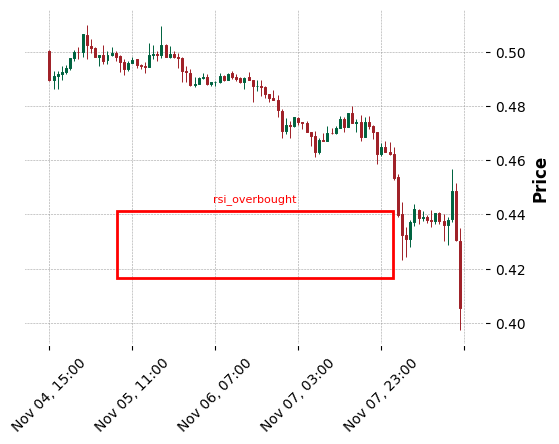 0.50
0.48
0.46
Price
rsi_overbought
0.44
0.42
0.40
Nov 04, 15:00
Nov 05, 11:00
Nov 06, 07:00
Nov 07, 03:00
Nov 07, 23:00